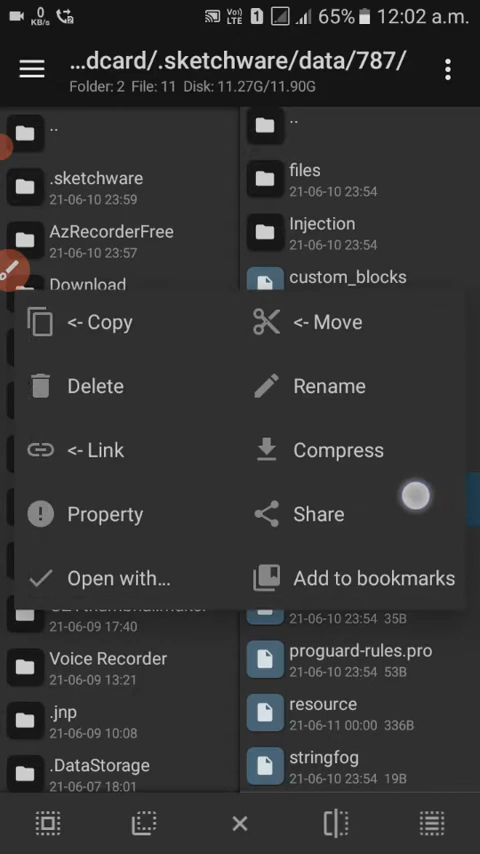 0
KB/s
Vo)
LTE
1
65%
12:02 a.m.
...dcard/.sketchware/data/787/
Folder: 2 File: 11 Disk: 11.27G/11.90G
..
.sketchware
21-06-10 23:59
AzRecorderFree
21-06-10 23:57
Download
..
files
21-06-10 23:54
Injection
21-06-10 23:54
custom_blocks
<- Copy
<- Move
Delete
Rename
<- Link
Compress
Property
Share
Open with...
Add to bookmarks
21-06-09 17:40
Voice Recorder
21-06-09 13:21
.jnp
21-06-09 10:08
.DataStorage
21-06-07 18:01
21-06-10 23:54 35B
proguard-rules.pro
21-06-10 23:54 53B
resource
21-06-11 00:00 336B
stringfog
21-06-10 23:54 19B